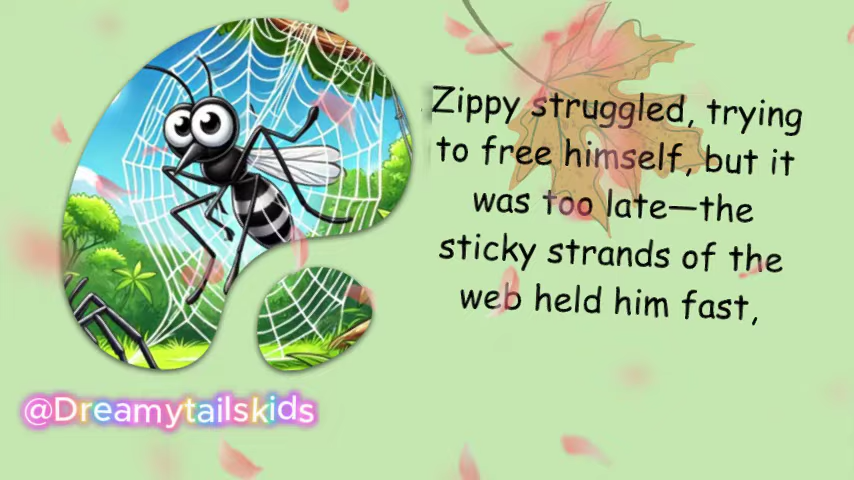 Zippy struggled, trying
to free himself, but it
was too late—the
sticky strands of the
web held him fast,
@Dreamytailskids